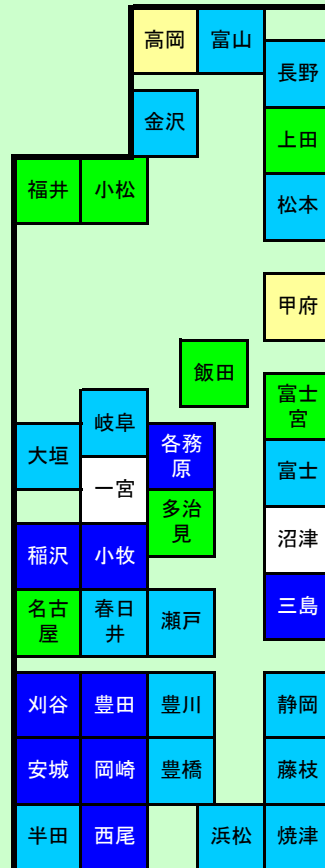 高岡
富山
長野
金沢
上田
福井
小松
松本
甲府
飯田
富士
宮
岐阜
大垣
各務
原
富士
一宮
多治
見
沼津
稲沢
小牧
三島
名古
屋
春日
井
瀬戸
刈谷
豊田
豊川
静岡
安城
岡崎
豊橋
藤枝
半田
西尾
浜松
焼津